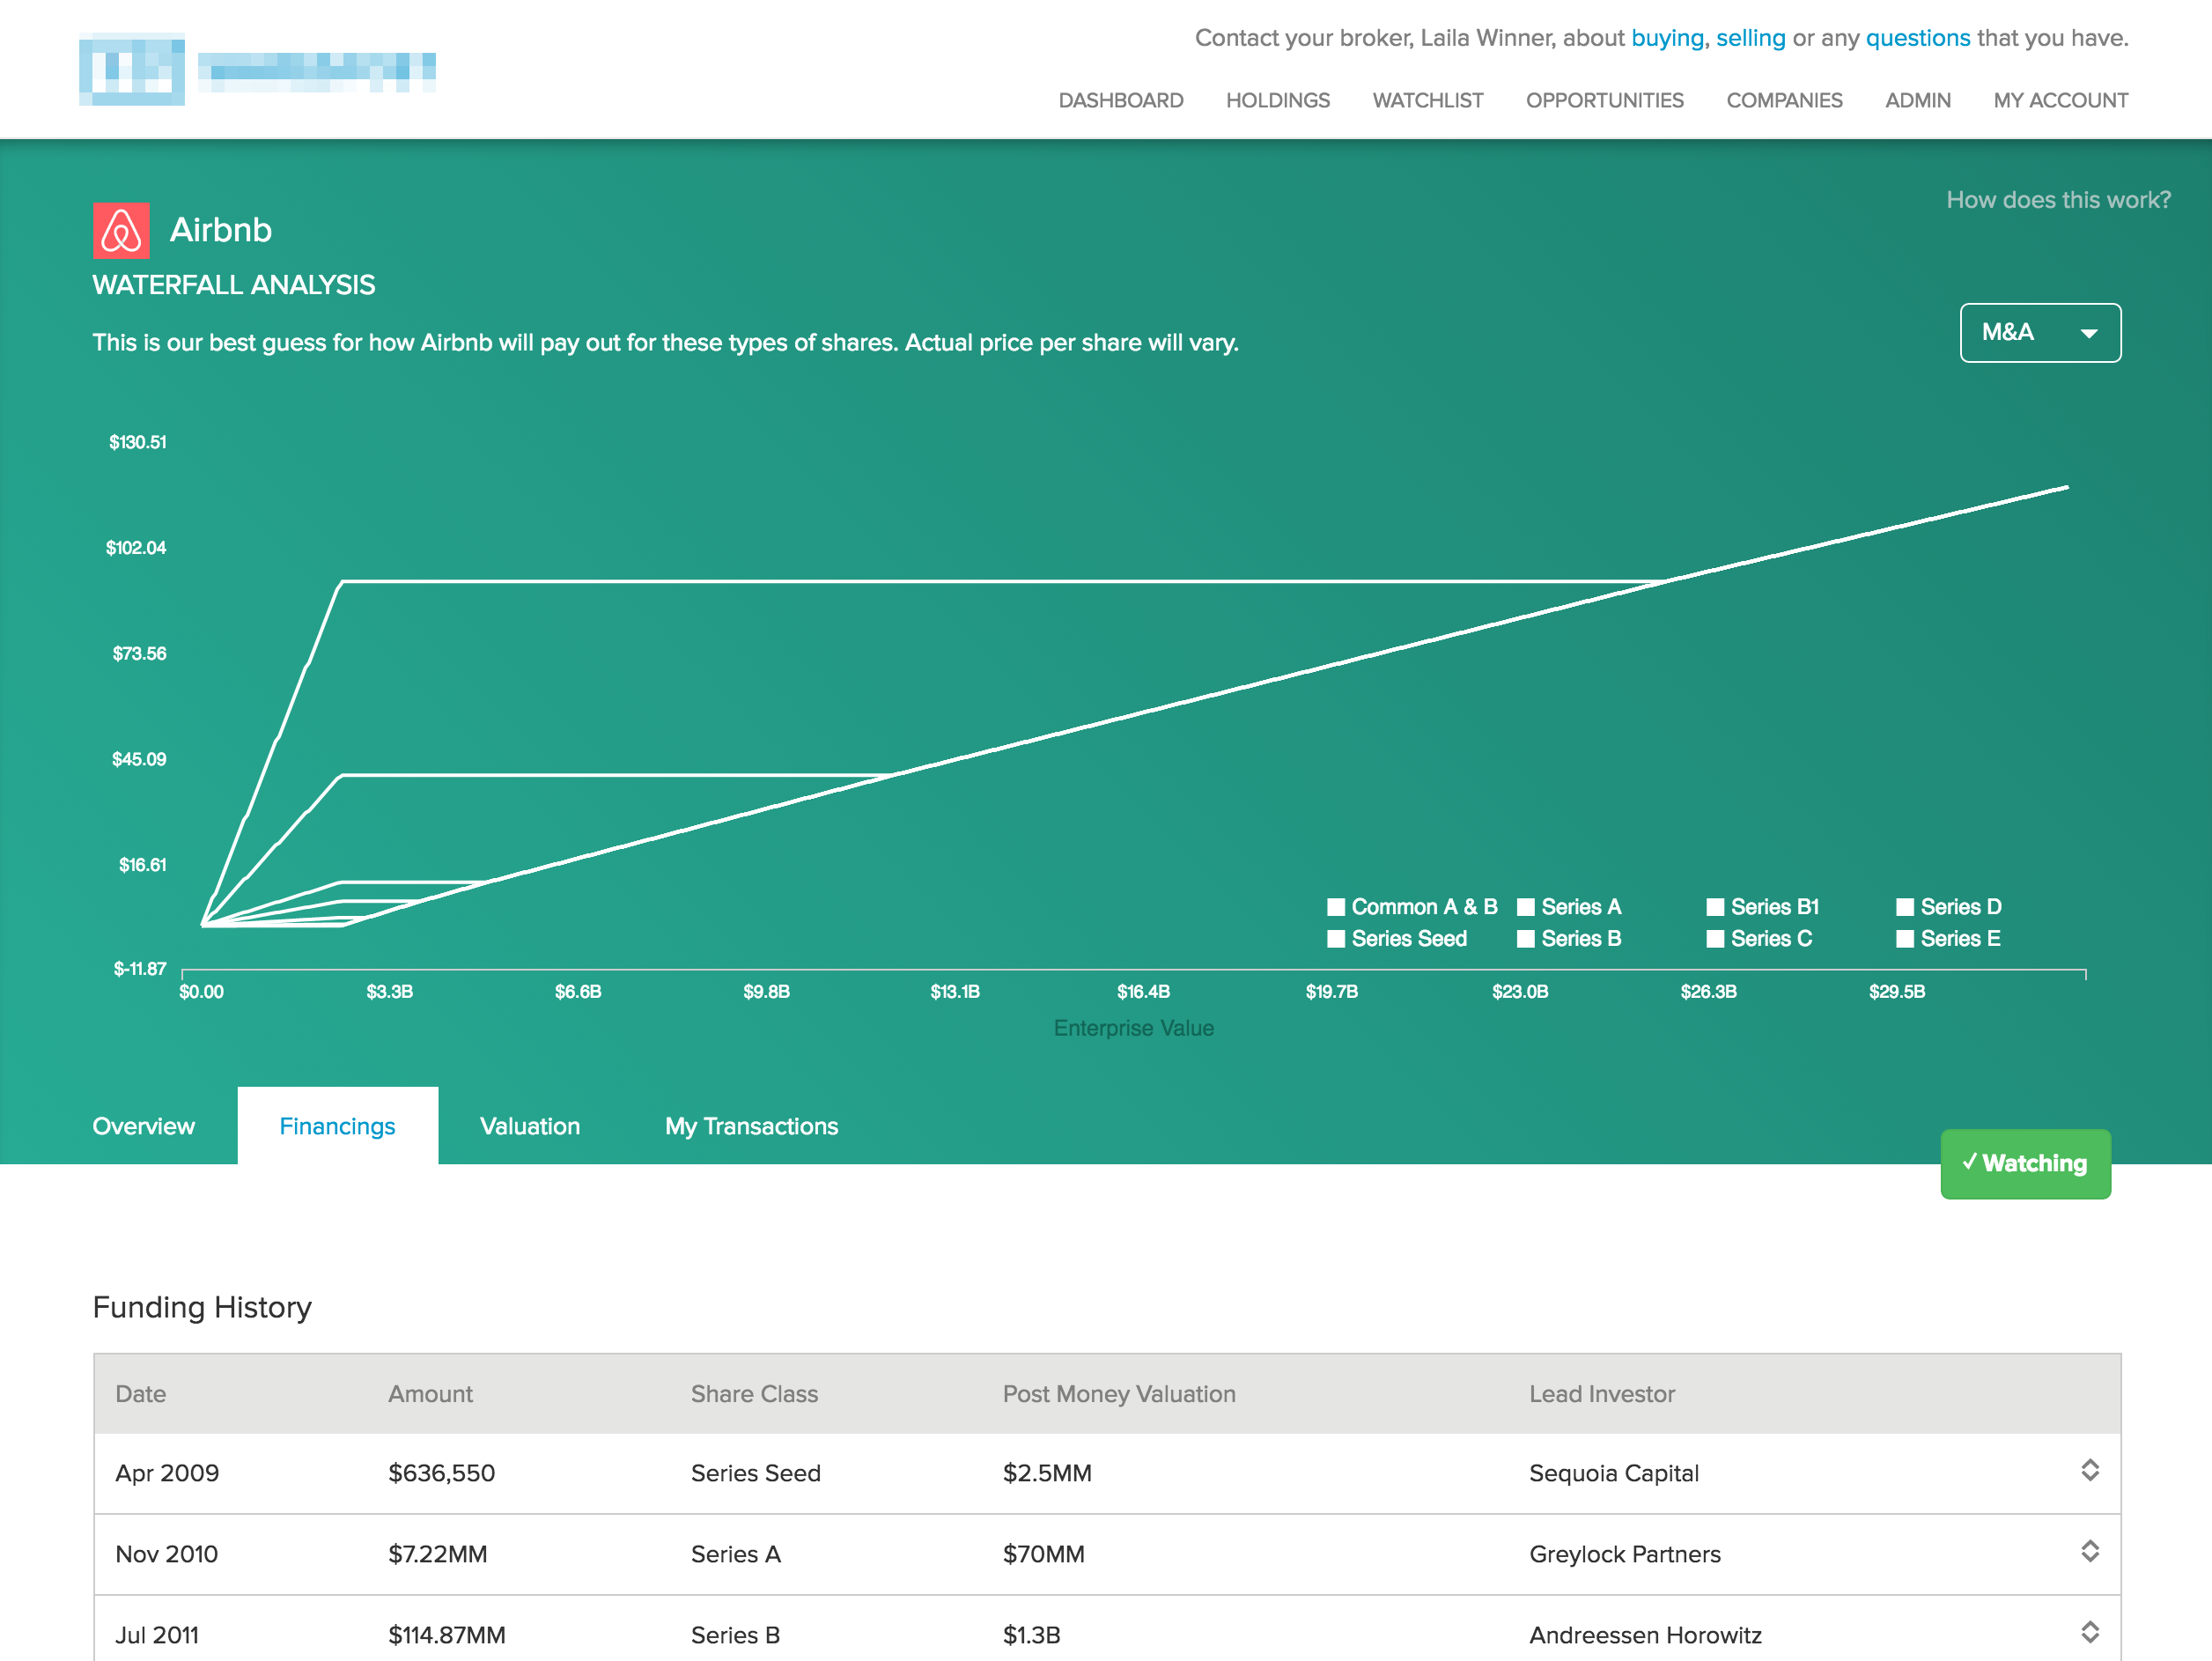 Contact your broker, Laila Winner, about buying, selling or any questions that you have.
DASHBOARD HOLDINGS WATCHLIST OPPORTUNITIES COMPANIES ADMIN MY ACCOUNT
How does this work?
Airbnb
WATERFALL ANALYSIS
This is our best guess for how Airbnb will pay out for these types of shares. Actual price per share will vary.
M&A
$130.51
$102.04
$73.56
$45.09
$16.61
$-11.87
Common A & B Series A Series B1 Series D
Series Seed Series B Series C Series E
$0.00 $3.3B $6.6B $9.8B $13.1B $16.4B $19.7B $23.0B $26.3B $29.5B
Enterprise Value
Overview Financings Valuation My Transactions
✓ Watching
Funding History
Date Amount Share Class Post Money Valuation Lead Investor
Apr 2009 $636,550 Series Seed $2.5MM Sequoia Capital
Nov 2010 $7.22MM Series A $70MM Greylock Partners
Jul 2011 $114.87MM Series B $1.3B Andreessen Horowitz